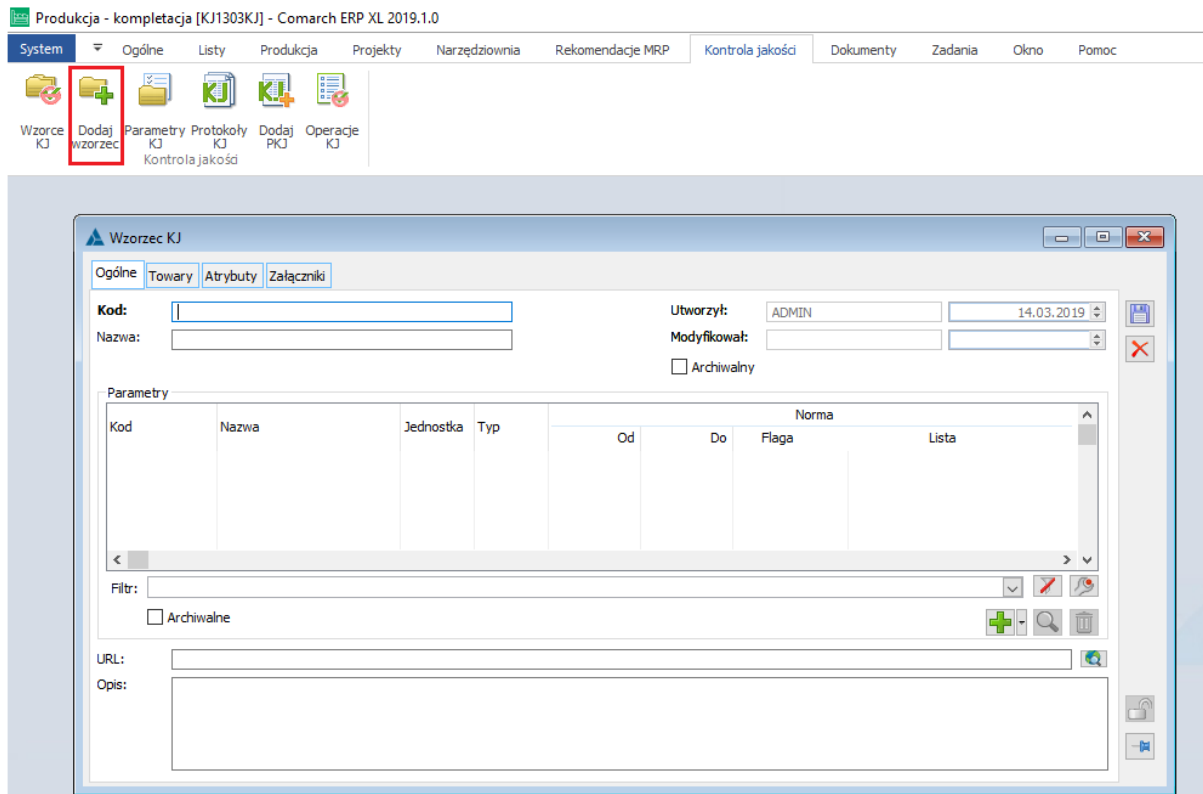 Produkcja - kompletacja [KJ1303KJ] - Comarch ERP XL 2019.1.0
System Ogólne Listy Produkcja Projekty Narzędziownia Rekomendacje MRP Kontrola jakości Dokumenty Zadania Okno Pomoc
KJ KJ
Wzorce Dodaj Parametry Protokoły Dodaj Operacje
KJ wzorzec KJ KJ PKJ KJ
Kontrola jakości
Wzorzec KJ
Ogólne Towary Atrybuty Załączniki
Kod: Utworzył: ADMIN 14.03.2019
Nazwa: Modyfikował:
Archiwalny
Parametry
Norma
Kod Nazwa Jednostka Typ
Od Do Flaga Lista
Filtr:
Archiwalne
URL:
Opis: